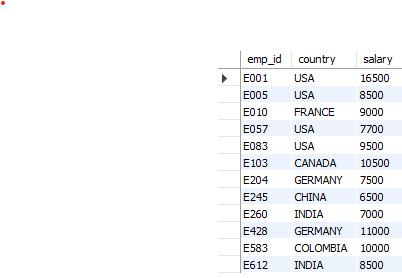 emp_id country salary
E001 USA 16500
E005 USA 8500
E010 FRANCE 9000
E057 USA 7700
E083 USA 9500
E103 CANADA 10500
E204 GERMANY 7500
E245 CHINA 6500
E260 INDIA 7000
E428 GERMANY 11000
E583 COLOMBIA 10000
E612 INDIA 8500